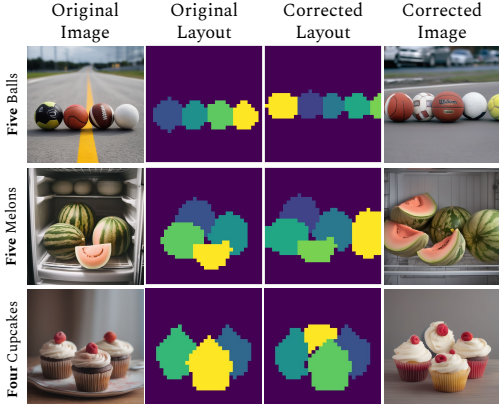 Original Image
Original Layout
Corrected Layout
Corrected Image
Five Balls
Five Melons
Four Cupcakes